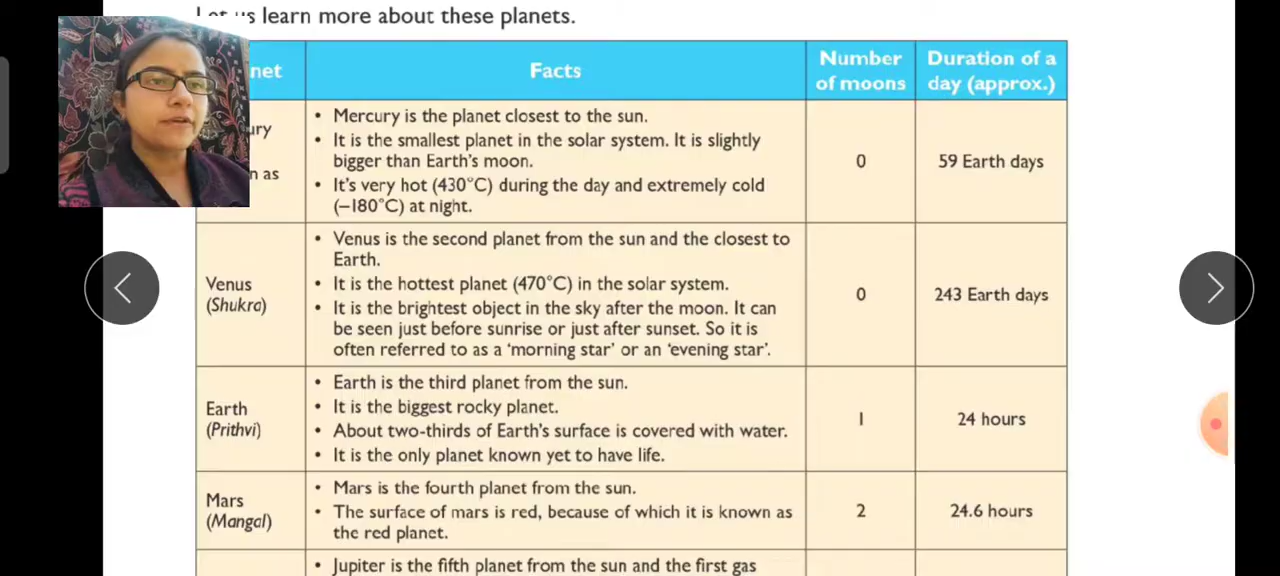 us learn more about these planets.
Facts
Number
of moons
Duration of a
day (approx.)
as
• Mercury is the planet closest to the sun.
• It is the smallest planet in the solar system. It is slightly
bigger than Earth's moon.
• It's very hot (430°C) during the day and extremely cold
(–180°C) at night.
0
59 Earth days
Venus
(Shukra)
• Venus is the second planet from the sun and the closest to
Earth.
• It is the hottest planet (470°C) in the solar system.
• It is the brightest object in the sky after the moon. It can
be seen just before sunrise or just after sunset. So it is
often referred to as a 'morning star' or an 'evening star'.
0
243 Earth days
Earth
(Prithvi)
• Earth is the third planet from the sun.
• It is the biggest rocky planet.
• About two-thirds of Earth's surface is covered with water.
• It is the only planet known yet to have life.
1
24 hours
Mars
(Mangal)
• Mars is the fourth planet from the sun.
• The surface of mars is red, because of which it is known as
the red planet.
2
24.6 hours
• Jupiter is the fifth planet from the sun and the first gas